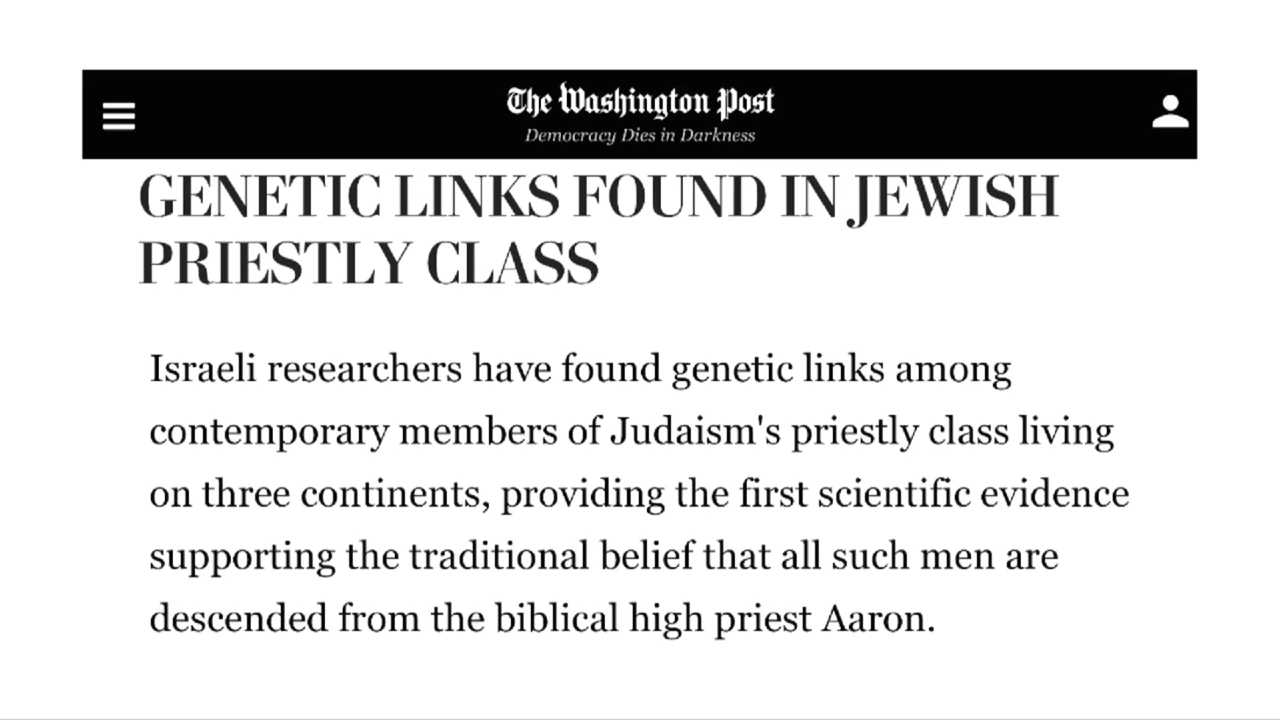 The Washington Post
Democracy Dies in Darkness
GENETIC LINKS FOUND IN JEWISH
PRIESTLY CLASS
Israeli researchers have found genetic links among
contemporary members of Judaism's priestly class living
on three continents, providing the first scientific evidence
supporting the traditional belief that all such men are
descended from the biblical high priest Aaron.